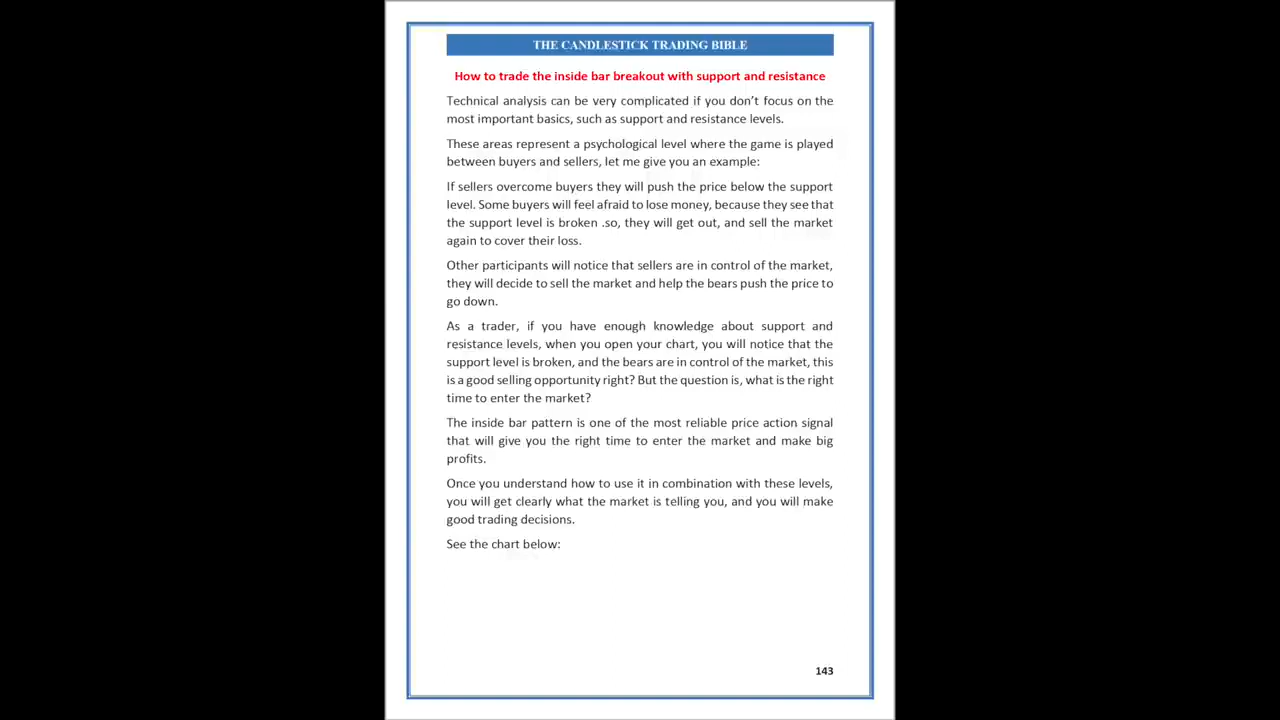 THE CANDLESTICK TRADING BIBLE
How to trade the inside bar breakout with support and resistance
Technical analysis can be very complicated if you don’t focus on the
most important basics, such as support and resistance levels.
These areas represent a psychological level where the game is played
between buyers and sellers, let me give you an example:
If sellers overcome buyers they will push the price below the support
level. Some buyers will feel afraid to lose money, because they see that
the support level is broken .so, they will get out, and sell the market
again to cover their loss.
Other participants will notice that sellers are in control of the market,
they will decide to sell the market and help the bears push the price to
go down.
As a trader, if you have enough knowledge about support and
resistance levels, when you open your chart, you will notice that the
support level is broken, and the bears are in control of the market, this
is a good selling opportunity right? But the question is, what is the right
time to enter the market?
The inside bar pattern is one of the most reliable price action signal
that will give you the right time to enter the market and make big
profits.
Once you understand how to use it in combination with these levels,
you will get clearly what the market is telling you, and you will make
good trading decisions.
See the chart below:
143